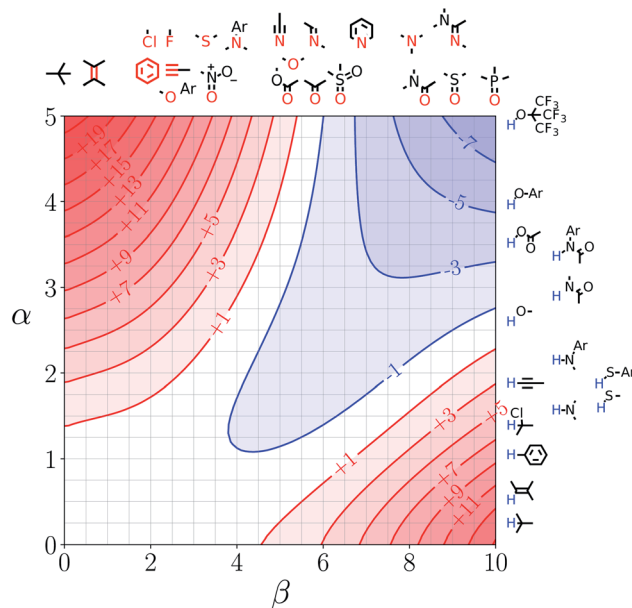 Ar
Cl F S N N N N N N N
O
Ar N⁺ O⁻ O S O N
O O O O O O S P
O O O
5 +19 -7 H O CF₃ CF₃ CF₃
+17
+15
4 +13 -5 H O-Ar
+11
+5
+9 H O O Ar H N O
3 +7 +3 -3
N H O
α +1 H O
2 -1 Ar H-N
H S-Ar
+5 H Cl H-N H S
+3
1 +1 H
+7
+9 H
+11 H
0
0 2 4 6 8 10
β